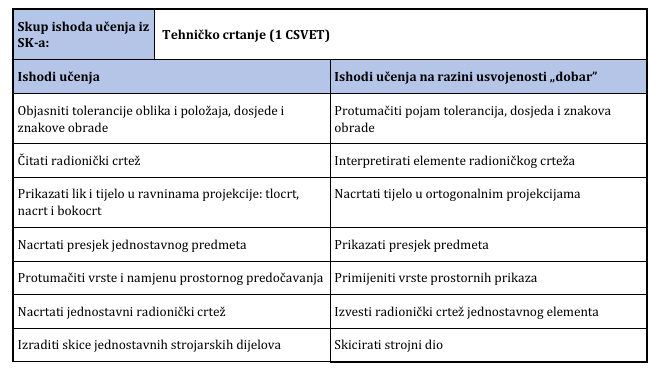 Skup ishoda učenja iz
SK-a:
Tehničko crtanje (1 CSVET)
Ishodi učenja
Ishodi učenja na razini usvojenosti „dobar”
Objasniti tolerancije oblika i položaja, dosjede i
znakove obrade
Protumačiti pojam tolerancija, dosjeda i znakova
obrade
Čitati radionički crtež
Interpretirati elemente radioničkog crteža
Prikazati lik i tijelo u ravninama projekcije: tlocrt,
nacrt i bokocrt
Nacrtati tijelo u ortogonalnim projekcijama
Nacrtati presjek jednostavnog predmeta
Prikazati presjek predmeta
Protumačiti vrste i namjenu prostornog predočavanja
Primijeniti vrste prostornih prikaza
Nacrtati jednostavni radionički crtež
Izvesti radionički crtež jednostavnog elementa
Izraditi skice jednostavnih strojarskih dijelova
Skicirati strojni dio